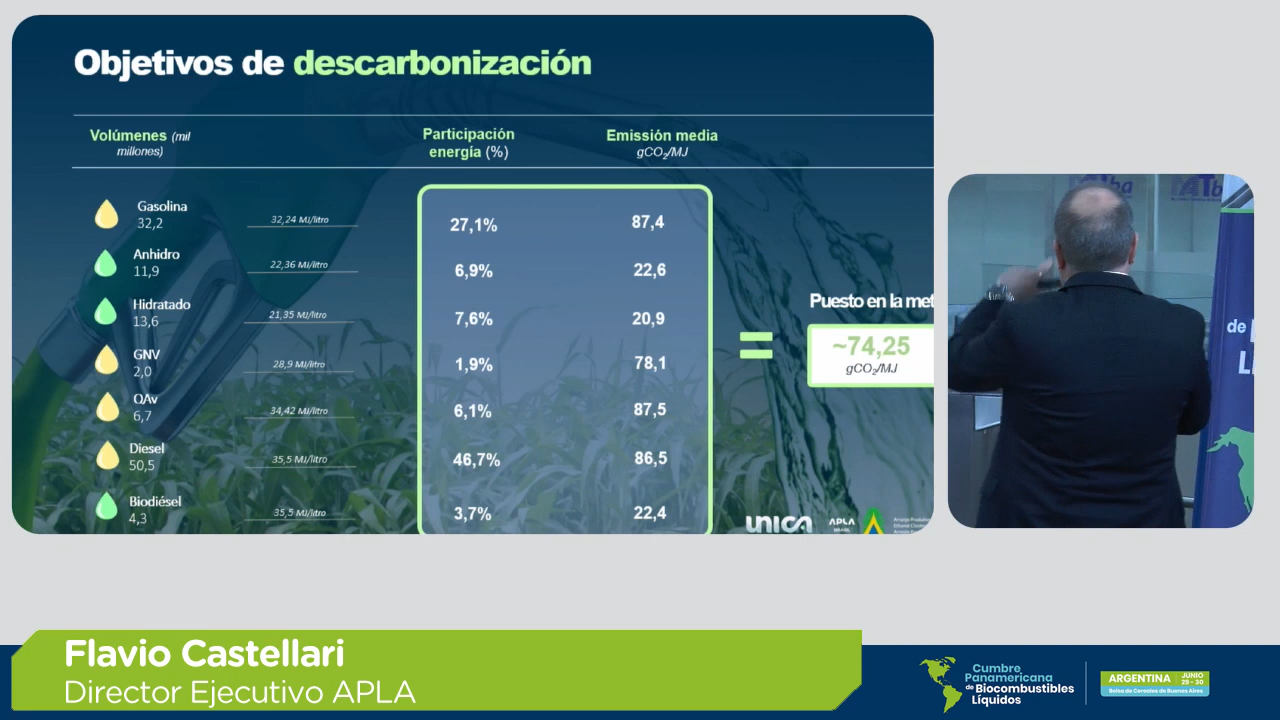 Objetivos de descarbonización
Volúmenes (mil
millones)
Participación
energía (%)
Emissión media
gCO₂/MJ
Gasolina
32,2
32,24 MJ/litro
27,1%
87,4
Anhidro
11,9
22,36 MJ/litro
6,9%
22,6
Hidratado
13,6
21,35 MJ/litro
7,6%
20,9
GNV
2,0
28,9 MJ/litro
1,9%
78,1
QAv
6,7
34,42 MJ/litro
6,1%
87,5
Diesel
50,5
35,5 MJ/litro
46,7%
86,5
Biodiésel
4,3
35,5 MJ/litro
3,7%
22,4
=
Puesto en la met
~74,25
gCO₂/MJ
unica
APLA
BRASIL
de
Flavio Castellari
Director Ejecutivo APLA
Cumbre
Panamericana
de Biocombustibles
Líquidos
ARGENTINA
JUNIO
29 - 30
Bolsa de Cereales de Buenos Aires